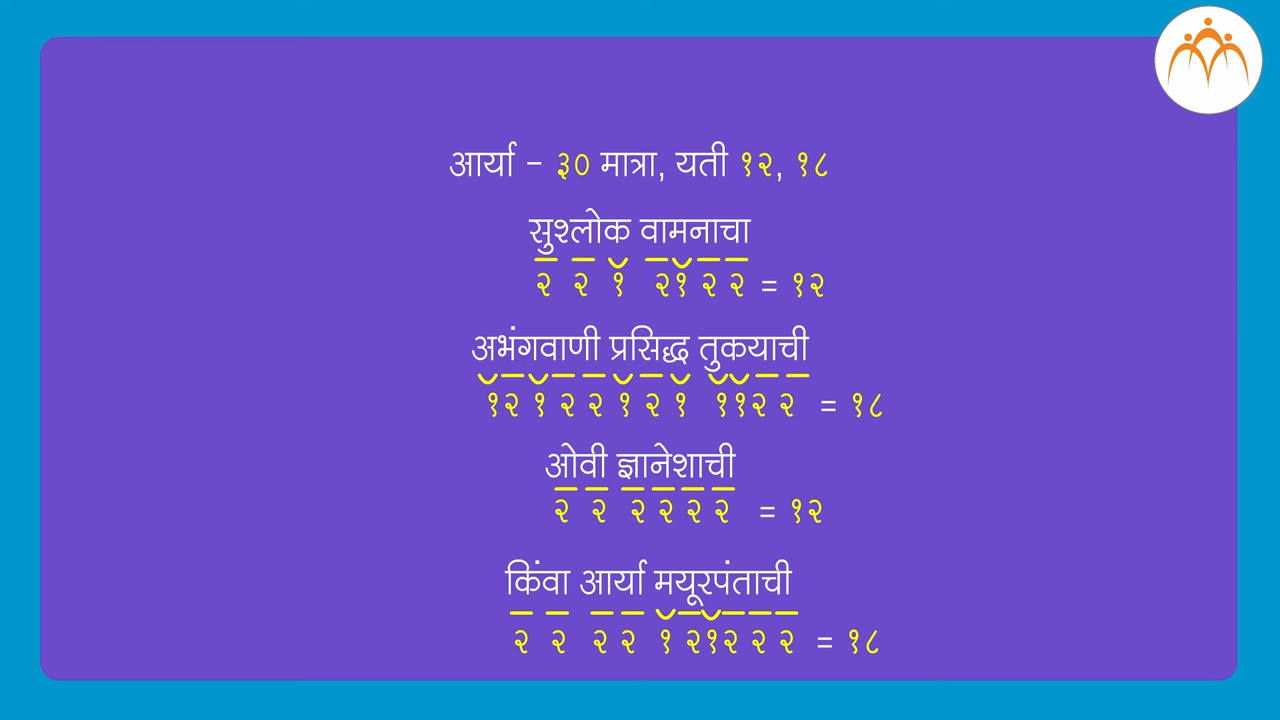 आर्या – ३० मात्रा, यती १२, १८
सुश्लोक वामनाचा
२ २ १ २१ २ २ = १२
अभंगवाणी प्रसिद्ध तुकयाची
१२ १ २ २ १ २ १ ११२ २ = १८
ओवी ज्ञानेशाची
२ २ २ २ २ २ = १२
किंवा आर्या मयूरपंताची
२ २ २ २ १ २१२ २ २ = १८